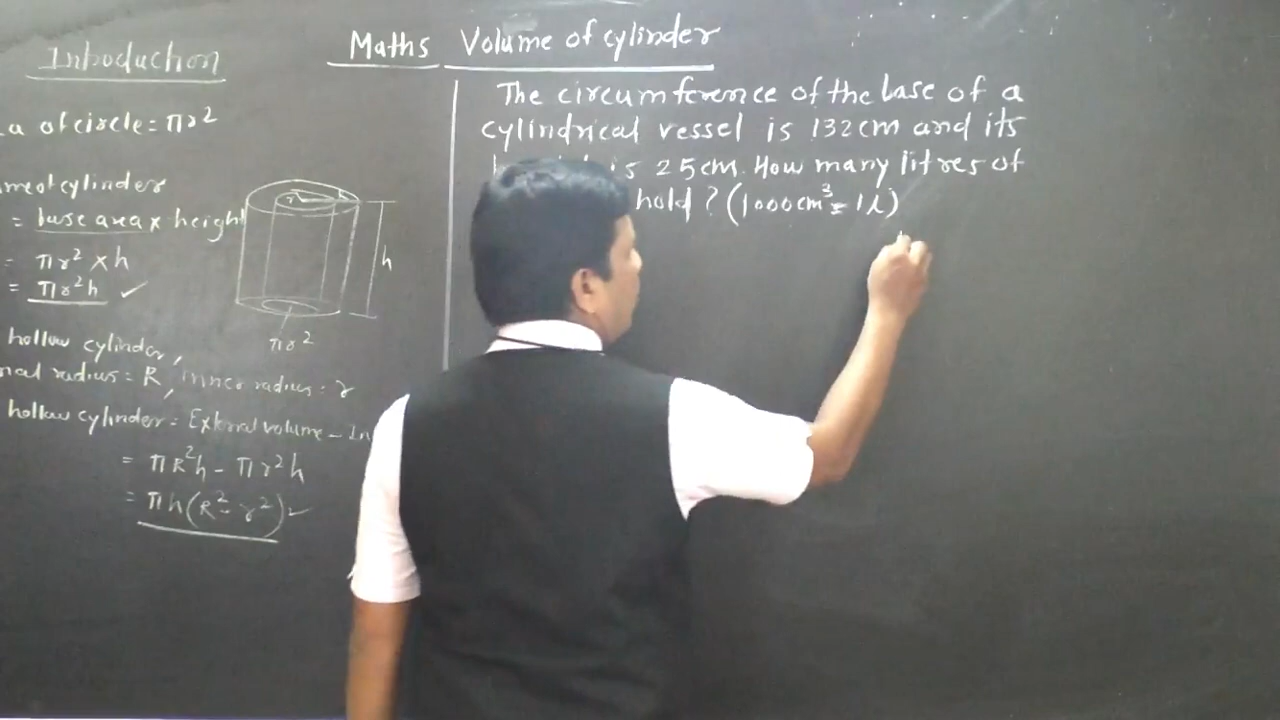 Introduction
Maths Volume of cylinder
a of circle = πr²
me of cylinder
= base area x height
= πr² x h
= πr²h ✓
r
h
πr²
hollow cylinder,
nal radius = R, inner radius = r
hollow cylinder = External volume - In
= πR²h - πr²h
= πh(R² - r²) ✓
The circumference of the base of a
cylindrical vessel is 132cm and its
is 25cm. How many litres of
hold? (1000cm³ = 1l)